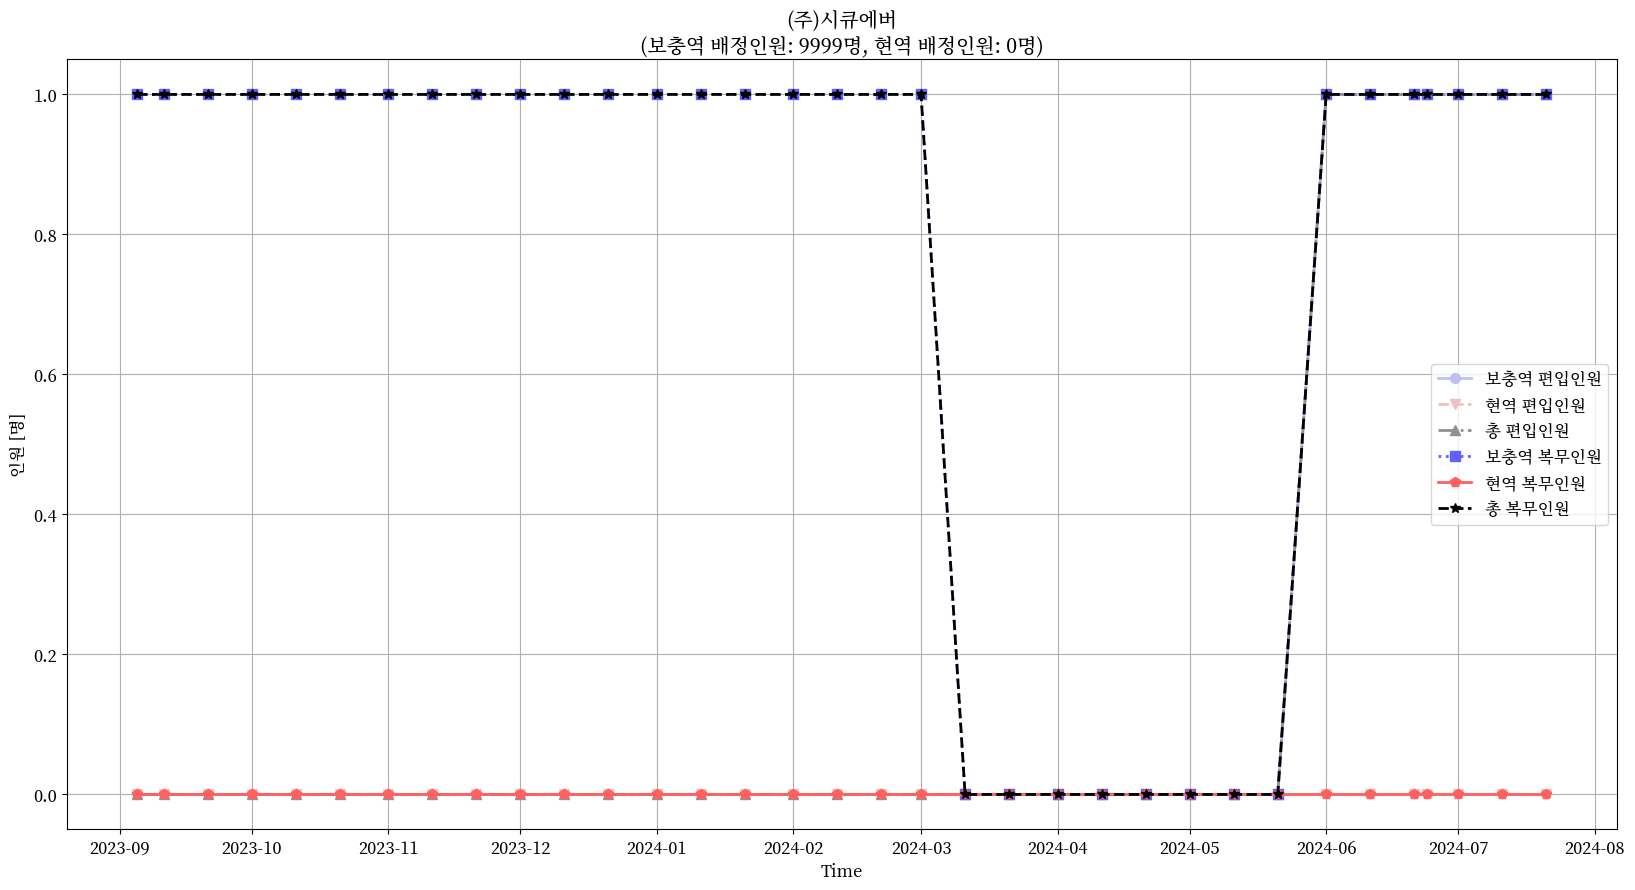 (주)시큐에버
(보충역 배정인원: 9999명, 현역 배정인원: 0명)
1.0
0.8
0.6
0.4
0.2
0.0
인원 [명]
보충역 편입인원
현역 편입인원
총 편입인원
보충역 복무인원
현역 복무인원
총 복무인원
2023-09 2023-10 2023-11 2023-12 2024-01 2024-02 2024-03 2024-04 2024-05 2024-06 2024-07 2024-08
Time